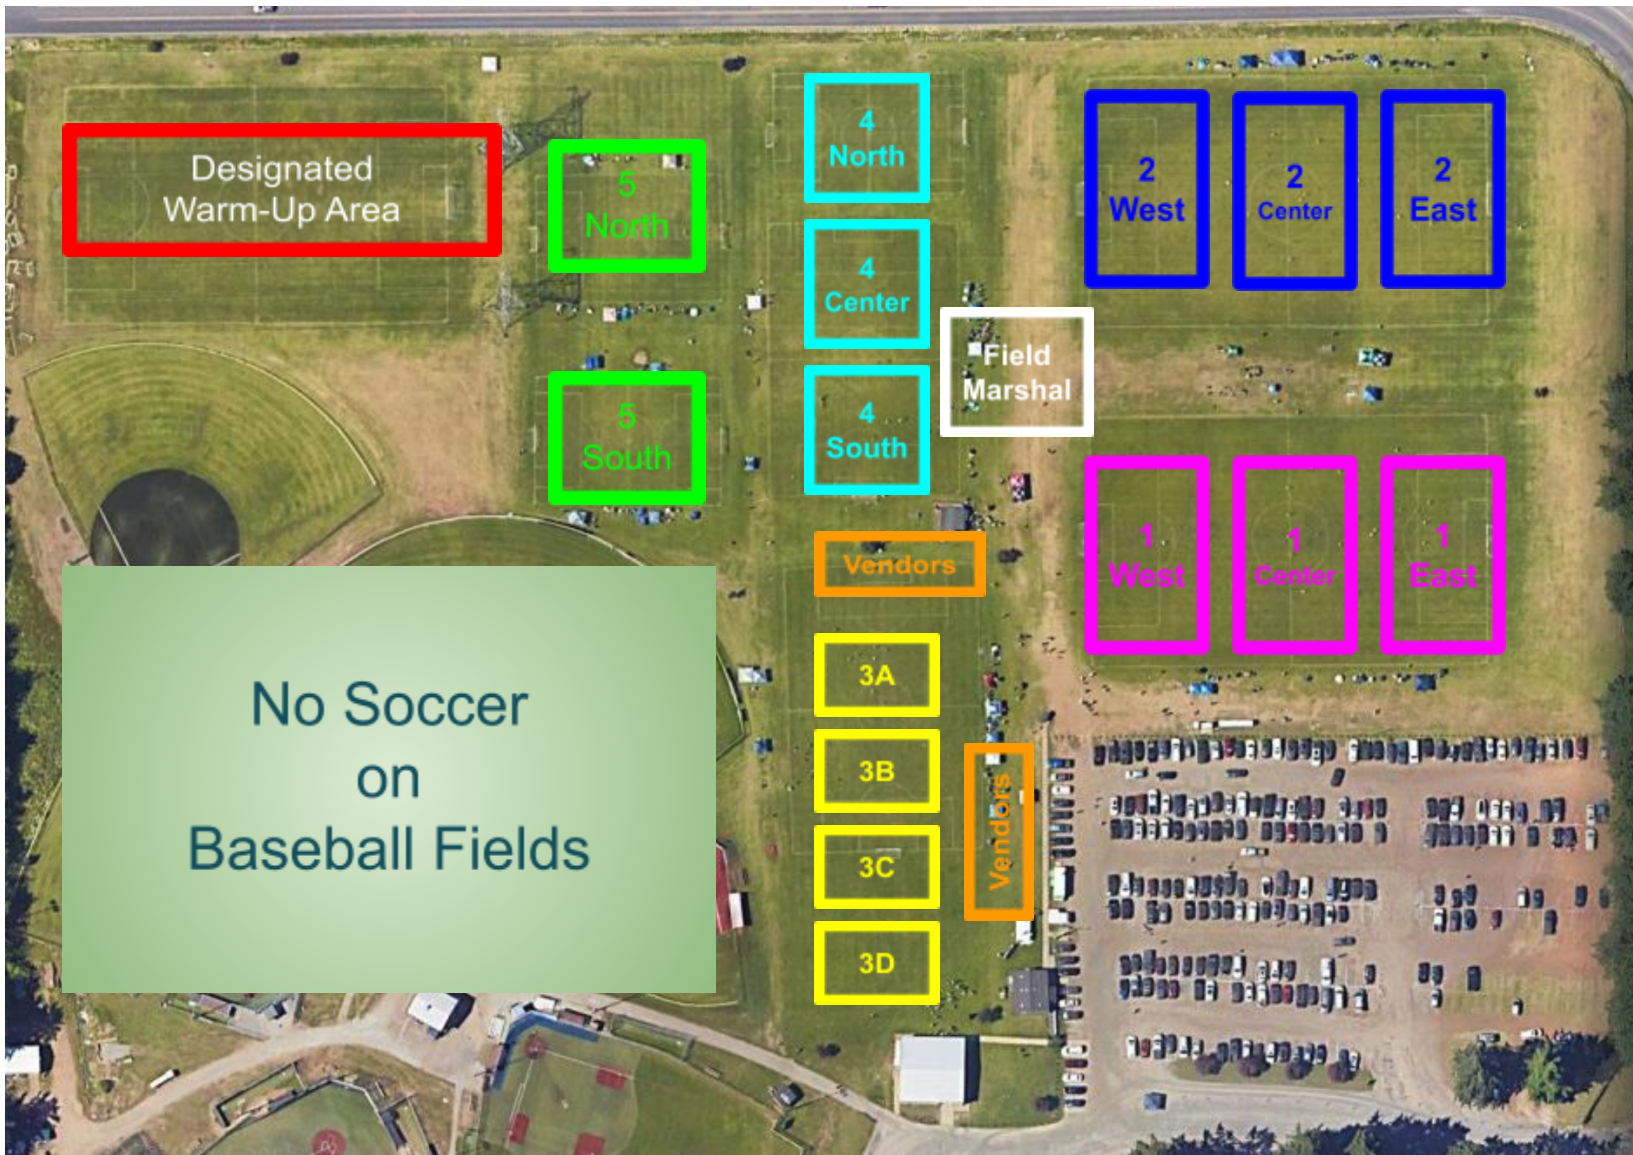 Designated
Warm-Up Area
5
North
4
North
2
West
2
Center
2
East
4
Center
Field
Marshal
5
South
4
South
1
West
1
Center
1
East
Vendors
No Soccer
on
Baseball Fields
3A
3B
3C
3D
Vendors